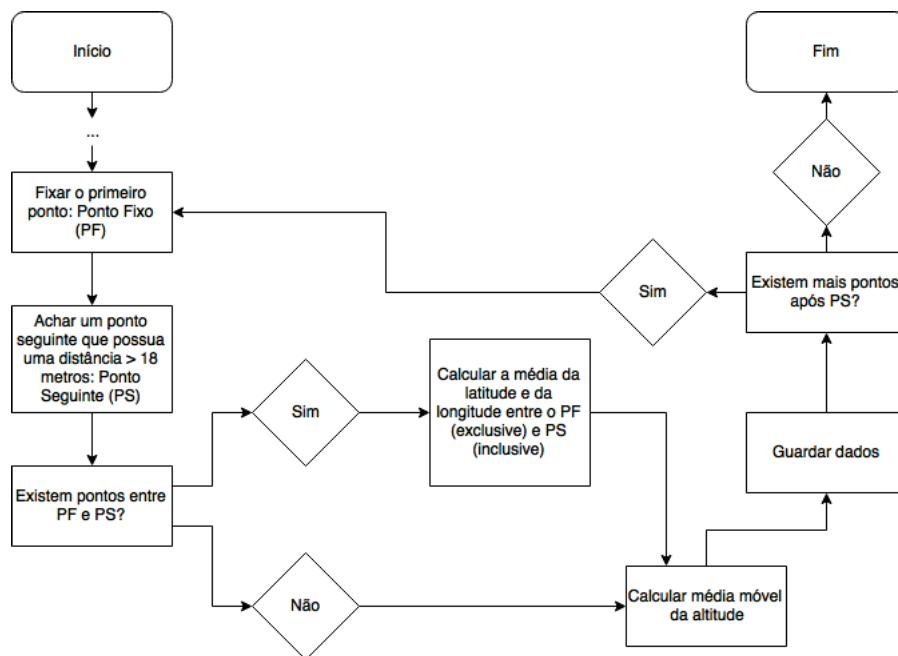 Início
...
Fixar o primeiro
ponto: Ponto Fixo
(PF)
Achar um ponto
seguinte que possua
uma distância > 18
metros: Ponto
Seguinte (PS)
Existem pontos entre
PF e PS?
Sim
Não
Calcular a média da
latitude e da
longitude entre o PF
(exclusive) e PS
(inclusive)
Calcular média móvel
da altitude
Guardar dados
Existem mais pontos
após PS?
Sim
Não
Fim